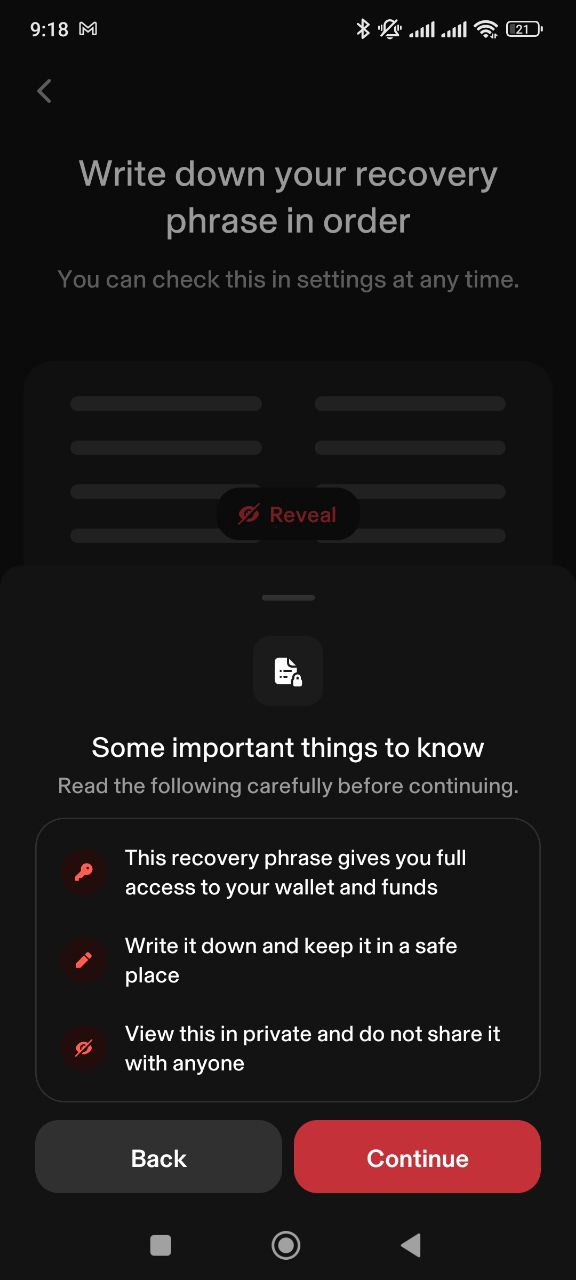 9:18
21
Write down your recovery
phrase in order
You can check this in settings at any time.
Reveal
Some important things to know
Read the following carefully before continuing.
This recovery phrase gives you full
access to your wallet and funds
Write it down and keep it in a safe
place
View this in private and do not share it
with anyone
Back
Continue